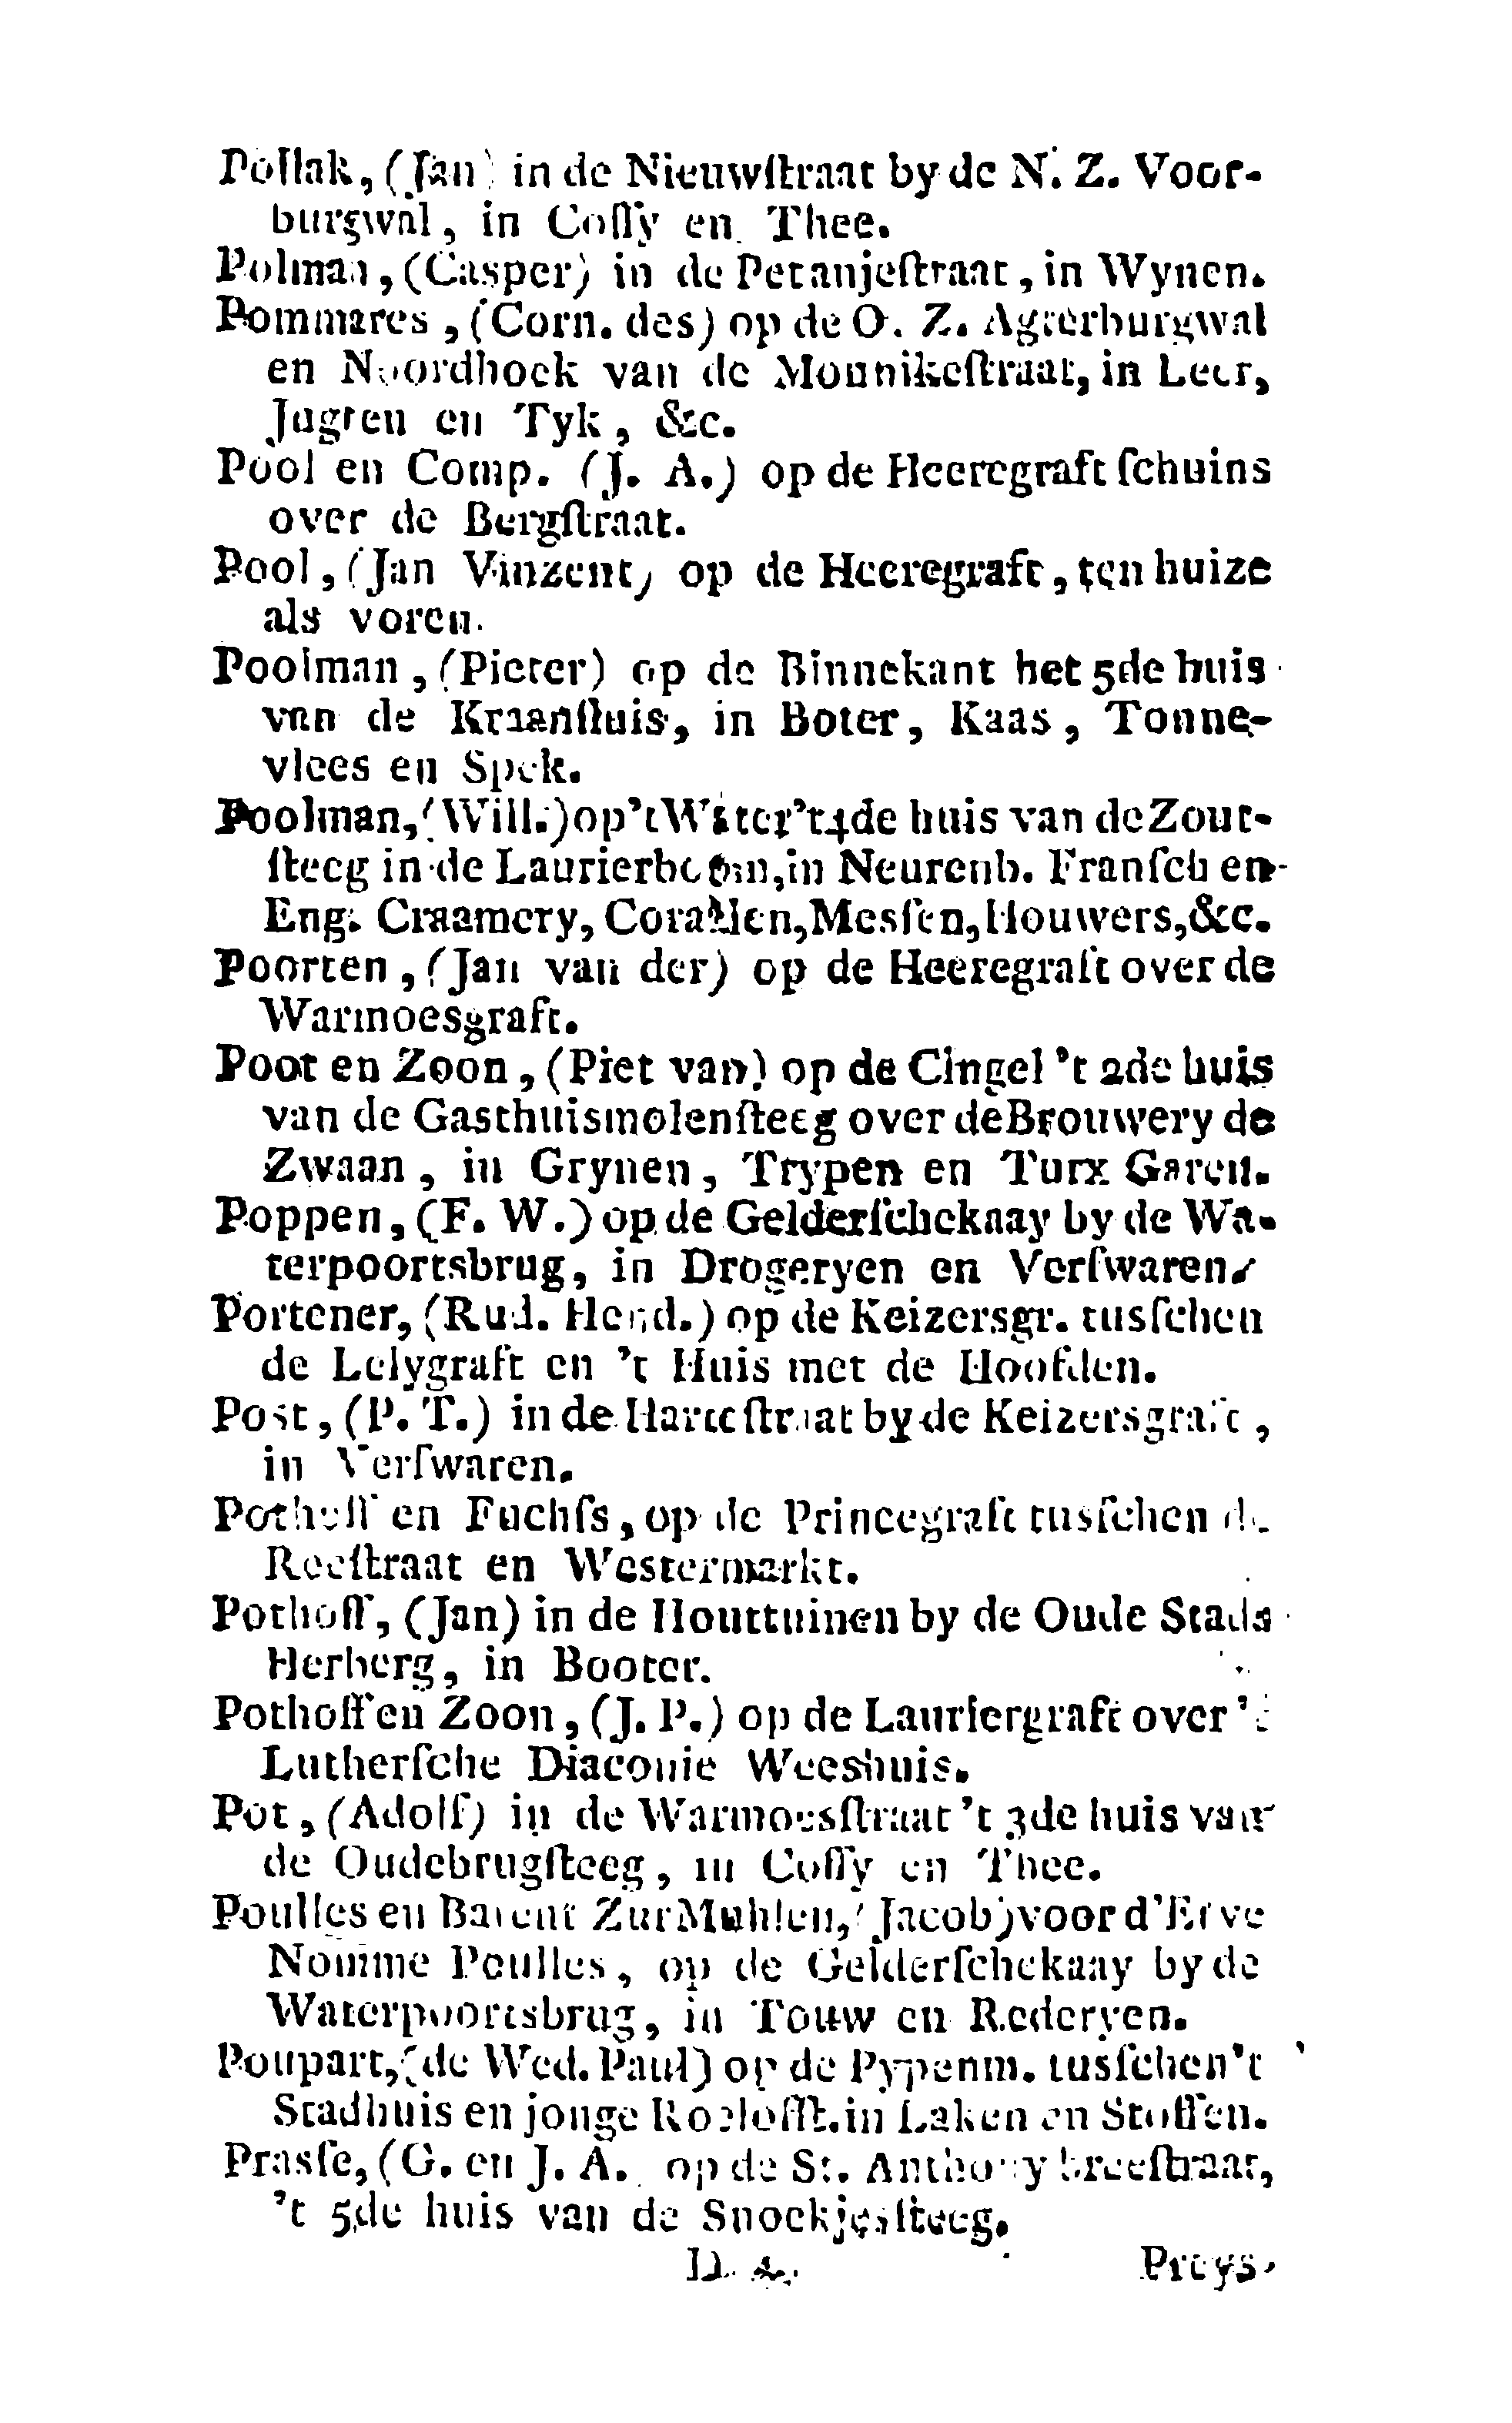 Pollak, (Jan) in de Nieuwſtraat by de N. Z. Voor-
burgwal, in Coffy en Thee.
Polman, (Casper) in de Petanjeſtraat, in Wynen.
Pommares, (Corn. des) op de O. Z. Agterburgwal
en Noordhoek van de Mounikeſtraat, in Leer,
Jugten en Tyk, &c.
Pool en Comp. (J. A.) op de Heeregraft ſchuins
over de Bergſtraat.
Pool, (Jan Vinzent) op de Heeregraft, ten huize
als voren.
Poolman, (Pieter) op de Binnekant het 5de huis
van de Kraanſluis, in Boter, Kaas, Tonne-
vlees en Spek.
Poolman, (Will.) op 't Water 't 4de huis van de Zout-
ſteeg in de Laurierboom, in Neurenb. Franſch en
Eng. Craamery, Corallen, Mesſen, Houwers, &c.
Poorten, (Jan van der) op de Heeregraft over de
Warmoesgraft.
Poot en Zoon, (Piet van) op de Cingel 't 2de huis
van de Gasthuismolenſteeg over de Brouwery de
Zwaan, in Grynen, Trypen en Turx Garen.
Poppen, (F. W.) op de Gelderſchekaay by de Wa-
terpoortsbrug, in Drogeryen en Verfwaren.
Portener, (Rud. Hend.) op de Keizersgr. tusſchen
de Lelygraft en 't Huis met de Hoofden.
Post, (P. T.) in de Harteſtraat by de Keizersgraft,
in Verfwaren.
Pothoff en Fuchſs, op de Princegraft tusſchen de
Reeſtraat en Westermarkt.
Pothoff, (Jan) in de Houttuinen by de Oude Stads
Herberg, in Booter.
Pothoff en Zoon, (J. P.) op de Lauriergraft over 't
Lutherſche Diaconie Weeshuis.
Pot, (Adolf) in de Warmoesſtraat 't 3de huis van
de Oudebrugſteeg, in Coffy en Thee.
Poulles en Barent Zur Muhlen, (Jacob) voor d'Erve
Nomme Poulles, op de Gelderſchekaay by de
Waterpoortsbrug, in Touw en Rederyen.
Poupart, (de Wed. Paul) op de Pypenm. tusſchen 't
Stadhuis en jonge Roelofſt. in Laken en Stoffen.
Prasſe, (G. en J. A. op de St. Anthony breeſtraat,
't 5de huis van de Snoekjesſteeg.
D 4 Preys-